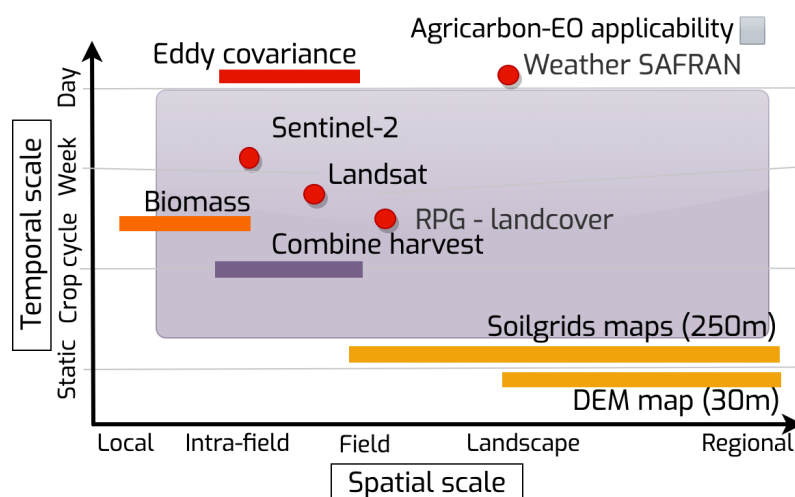 Agricarbon-EO applicability
Eddy covariance
Weather SAFRAN
Day
Sentinel-2
Week
Landsat
Biomass
RPG - landcover
Combine harvest
Crop cycle
Temporal scale
Soilgrids maps (250m)
Static
DEM map (30m)
Local
Intra-field
Field
Landscape
Regional
Spatial scale